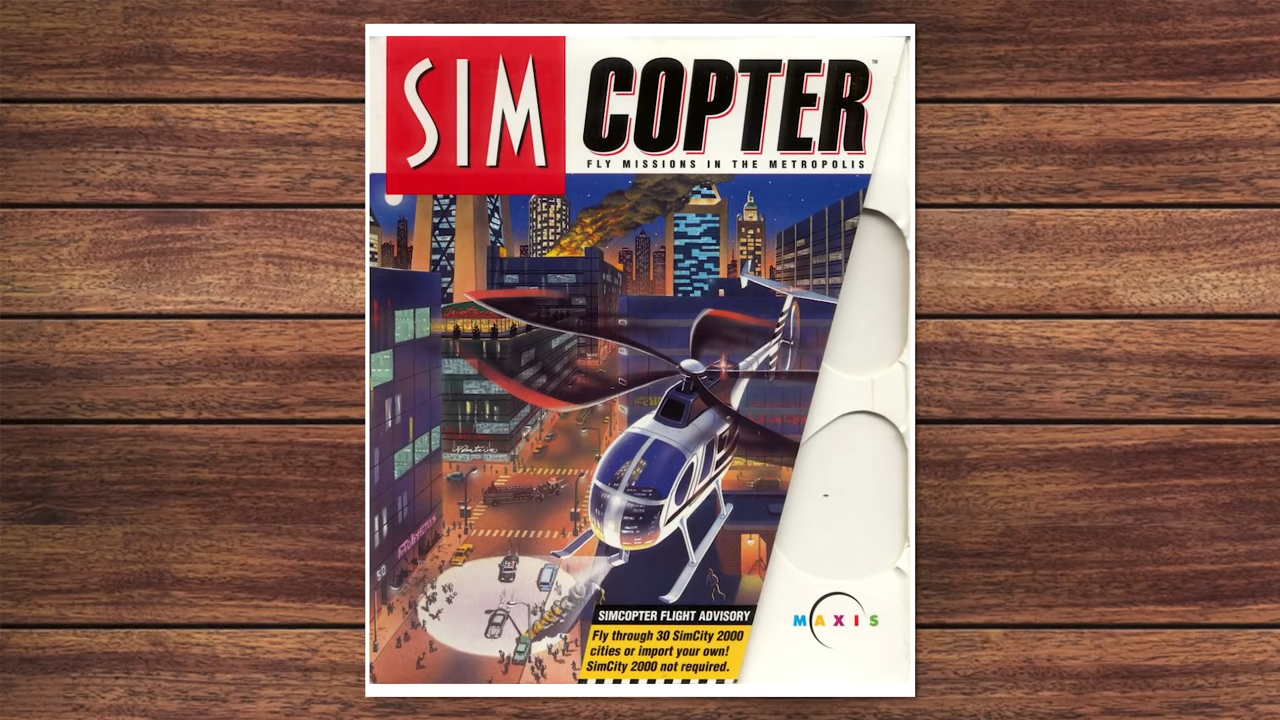 SIM
COPTER™
FLY MISSIONS IN THE METROPOLIS
SIMCOPTER FLIGHT ADVISORY
Fly through 30 SimCity 2000
cities or import your own!
SimCity 2000 not required.
MAXIS